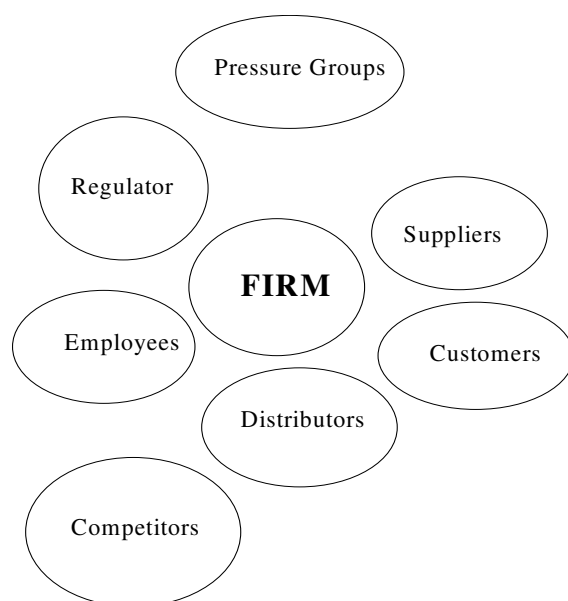 Pressure Groups
Regulator
Suppliers
FIRM
Employees
Customers
Distributors
Competitors